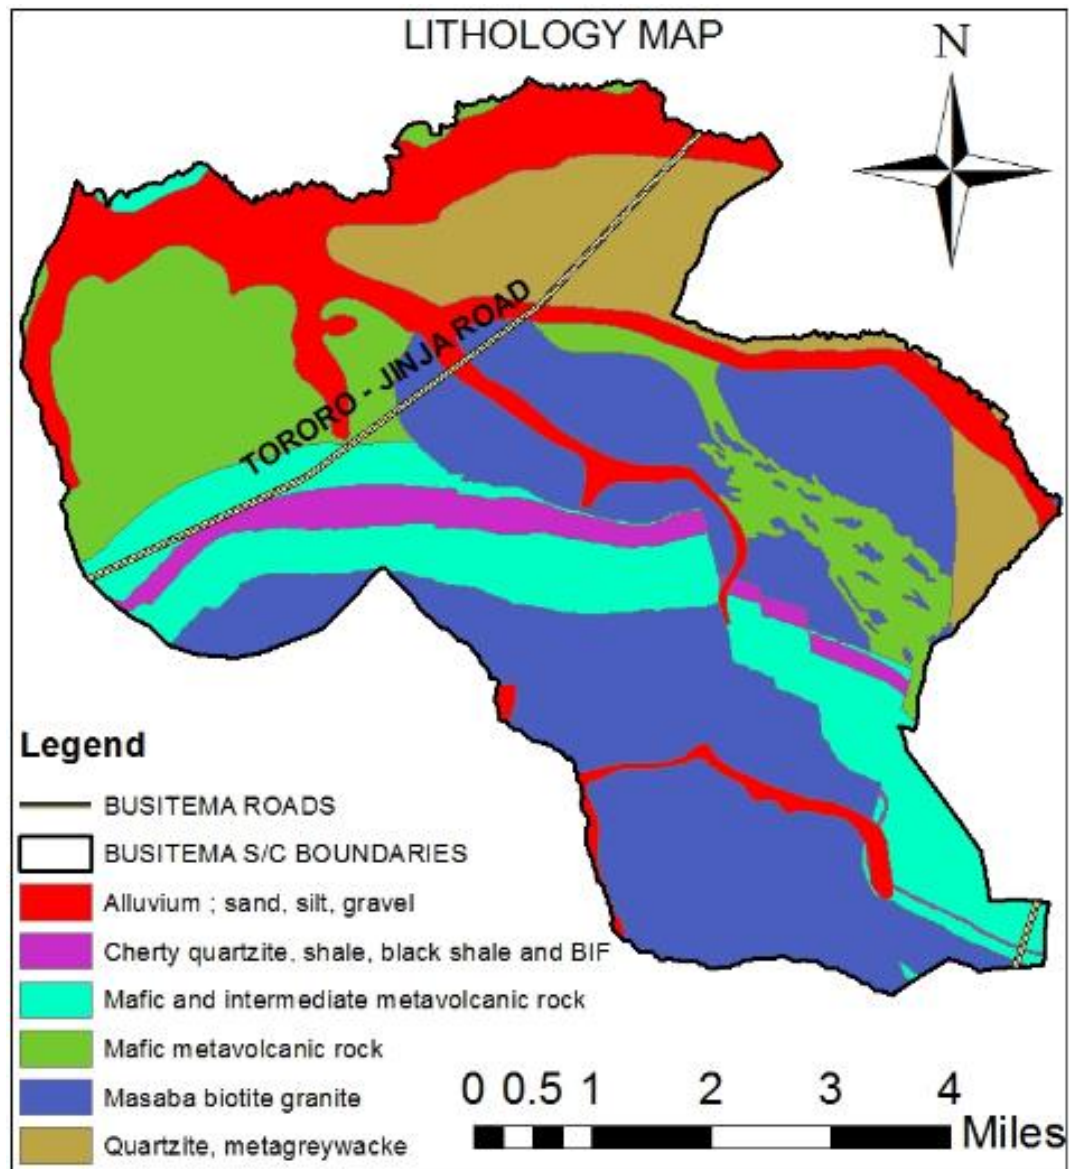 LITHOLOGY MAP
N
TORORO - JINJA ROAD
Legend
BUSITEMA ROADS
BUSITEMA S/C BOUNDARIES
Alluvium ; sand, silt, gravel
Cherty quartzite, shale, black shale and BIF
Mafic and intermediate metavolcanic rock
Mafic metavolcanic rock
Masaba biotite granite
Quartzite, metagreywacke
0 0.5 1 2 3 4
Miles